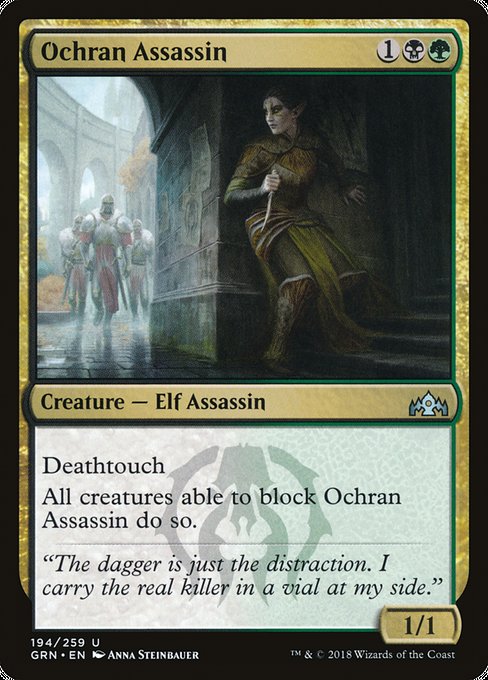 Ochran Assassin 1
Creature — Elf Assassin
Deathtouch
All creatures able to block Ochran
Assassin do so.
“The dagger is just the distraction. I
carry the real killer in a vial at my side.”
1/1
194/259 U
GRN • EN Anna Steinbauer
™ & © 2018 Wizards of the Coast